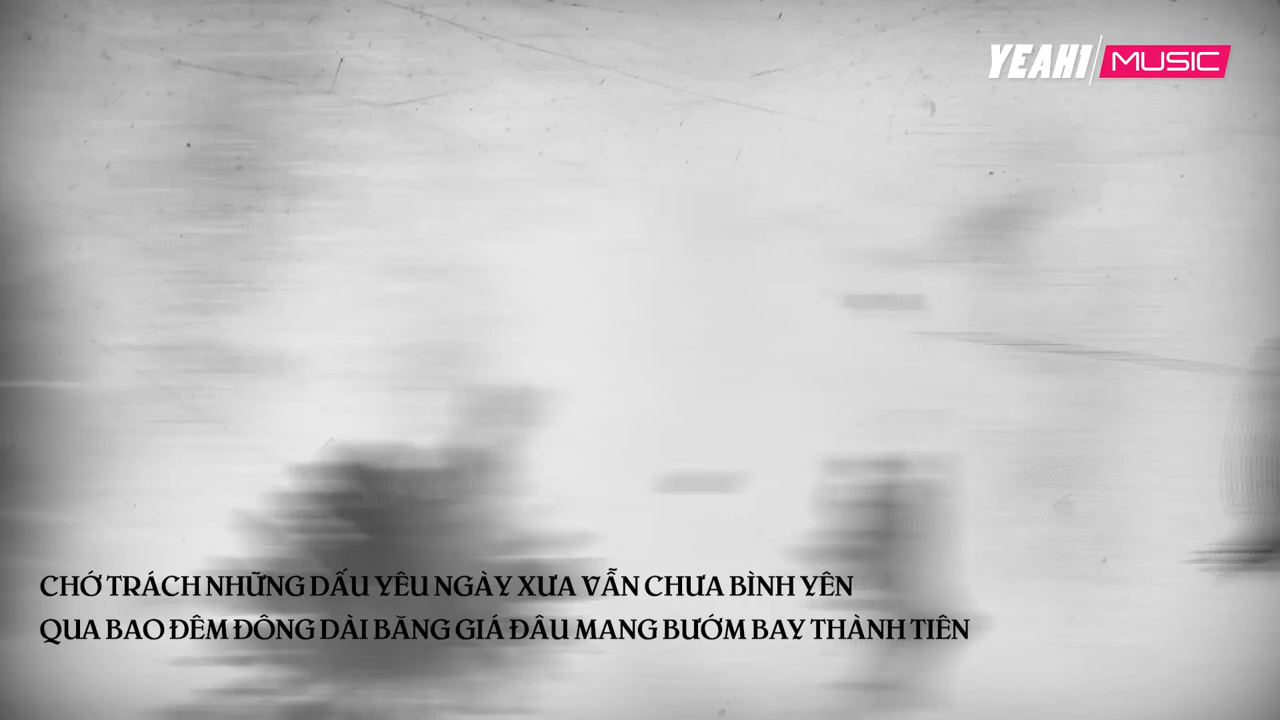 YEAH1 MUSIC
CHỚ TRÁCH NHỮNG DẤU YÊU NGÀY XƯA VẪN CHƯA BÌNH YÊN
QUA BAO ĐÊM ĐÔNG DÀI BĂNG GIÁ ĐÂU MANG BƯỚM BAY THÀNH TIÊN